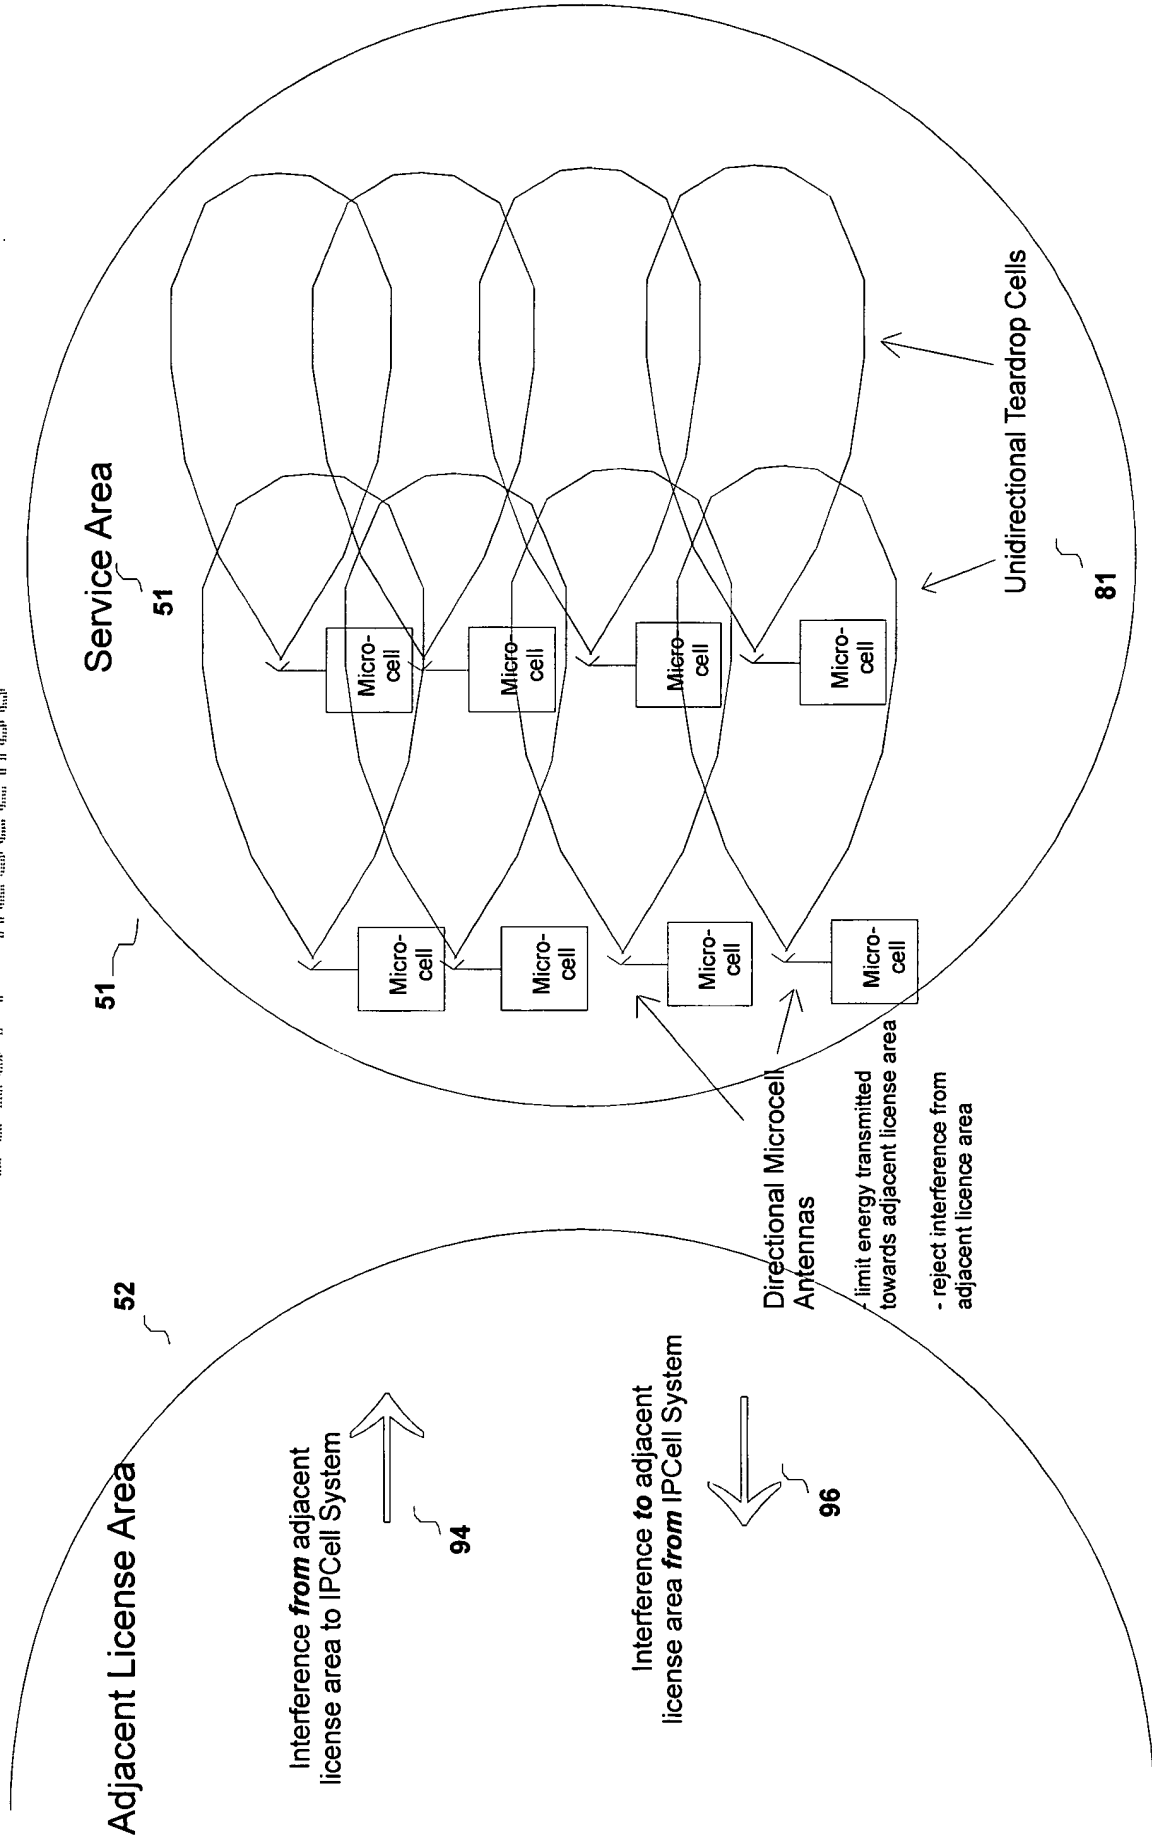 Adjacent License Area
52
Interference from adjacent
license area to IPCell System
94
Interference to adjacent
license area from IPCell System
96
51
Service Area
51
Directional Microcell
Antennas
- limit energy transmitted
towards adjacent license area
- reject interference from
adjacent licence area
Micro-
cell
Micro-
cell
Micro-
cell
Micro-
cell
Micro-
cell
Micro-
cell
Micro-
cell
Micro-
cell
Unidirectional Teardrop Cells
81